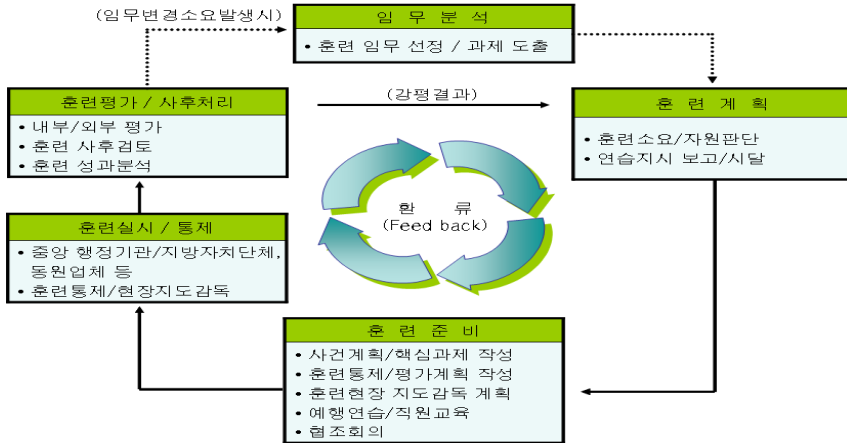 (임무변경소요발생시)
임 무 분 석
• 훈련 임무 선정 / 과제 도출
훈련평가 / 사후처리
• 내부/외부 평가
• 훈련 사후검토
• 훈련 성과분석
(강평결과)
훈 련 계 획
• 훈련소요/자원판단
• 연습지시 보고/시달
환 류
(Feed back)
훈련실시 / 통제
• 중앙 행정기관/지방자치단체,
동원업체 등
• 훈련통제/현장지도감독
훈 련 준 비
• 사건계획/핵심과제 작성
• 훈련통제/평가계획 작성
• 훈련현장 지도감독 계획
• 예행연습/직원교육
• 협조회의